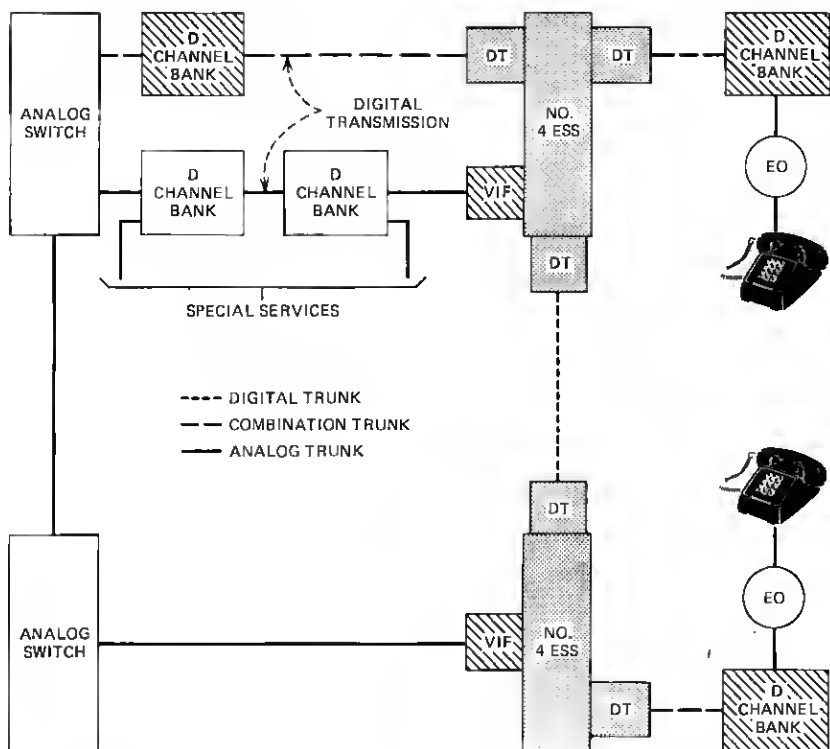 D
CHANNEL
BANK
DT
DT
D
CHANNEL
BANK
ANALOG
SWITCH
DIGITAL
TRANSMISSION
NO.
4 ESS
D
CHANNEL
BANK
D
CHANNEL
BANK
VIF
EO
DT
SPECIAL SERVICES
DIGITAL TRUNK
COMBINATION TRUNK
ANALOG TRUNK
DT
ANALOG
SWITCH
VIF
NO.
4 ESS
EO
DT
D
CHANNEL
BANK